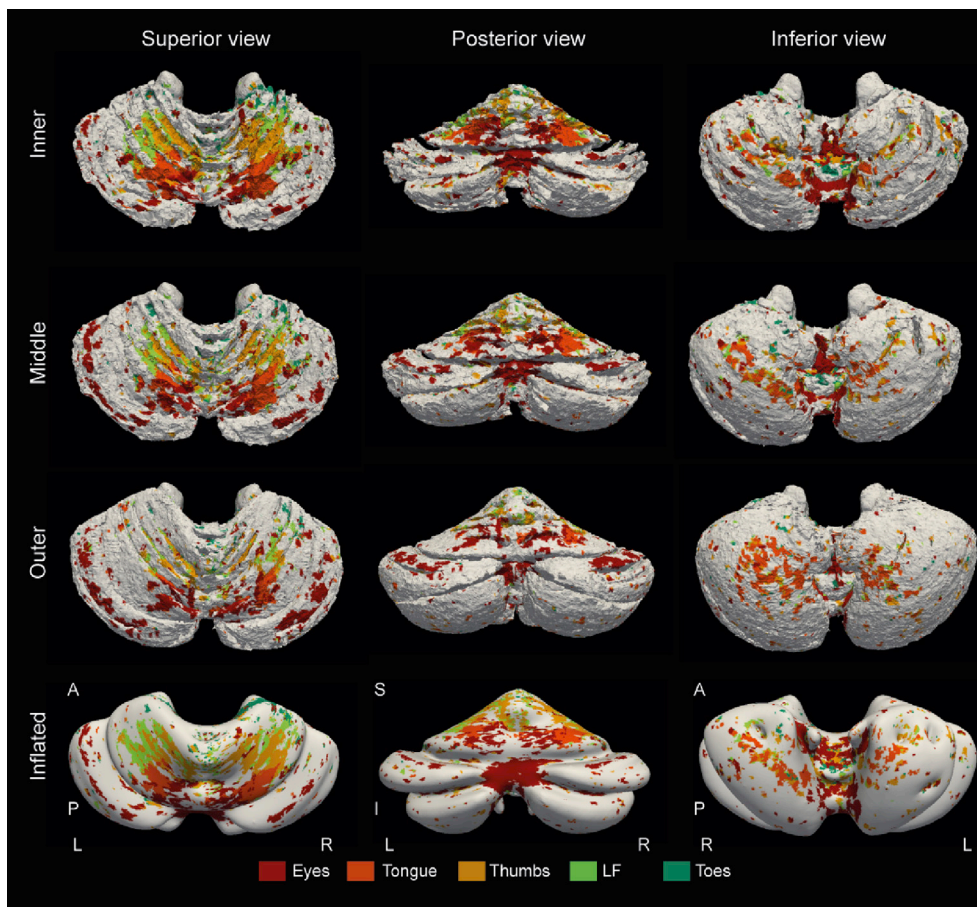 Superior view Posterior view Inferior view
Inner
Middle
Outer
Inflated
A S A
P I P
L R L R R L
Eyes Tongue Thumbs LF Toes